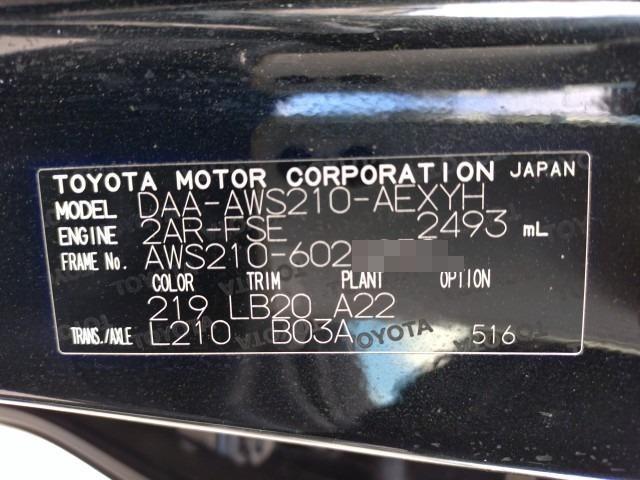 TOYOTA MOTOR CORPORATION JAPAN
MODEL DAA-AWS210-AEXYH
ENGINE 2AR-FSE 2493 mL
FRAME No. AWS210-602
COLOR TRIM PLANT OPTION
219 LB20 A22
TRANS./AXLE L210 B03A TOYOTA 516